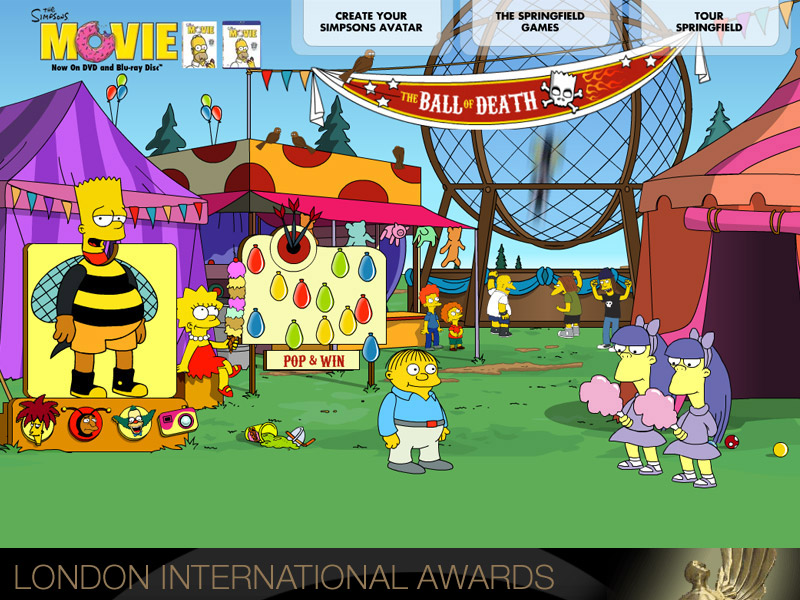 the
SIMPSONS
MOVIE
Now On DVD and Blu-ray Disc™
CREATE YOUR
SIMPSONS AVATAR
THE SPRINGFIELD
GAMES
TOUR
SPRINGFIELD
THE BALL OF DEATH
POP & WIN
LONDON INTERNATIONAL AWARDS